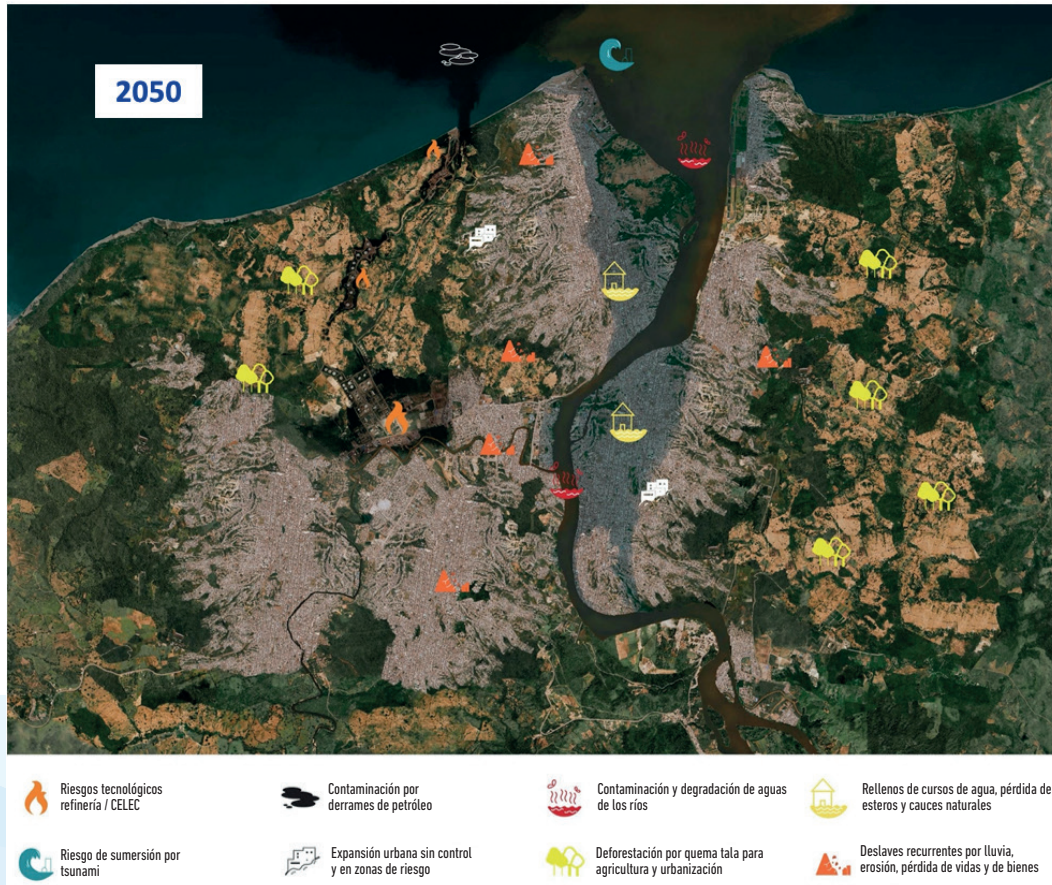 2050
Riesgos tecnológicos
refinería / CELEC
Contaminación por
derrames de petróleo
Contaminación y degradación de aguas
de los ríos
Rellenos de cursos de agua, pérdida de
esteros y cauces naturales
Riesgo de sumersión por
tsunami
Expansión urbana sin control
y en zonas de riesgo
Deforestación por quema tala para
agricultura y urbanización
Deslaves recurrentes por lluvia,
erosión, pérdida de vidas y de bienes